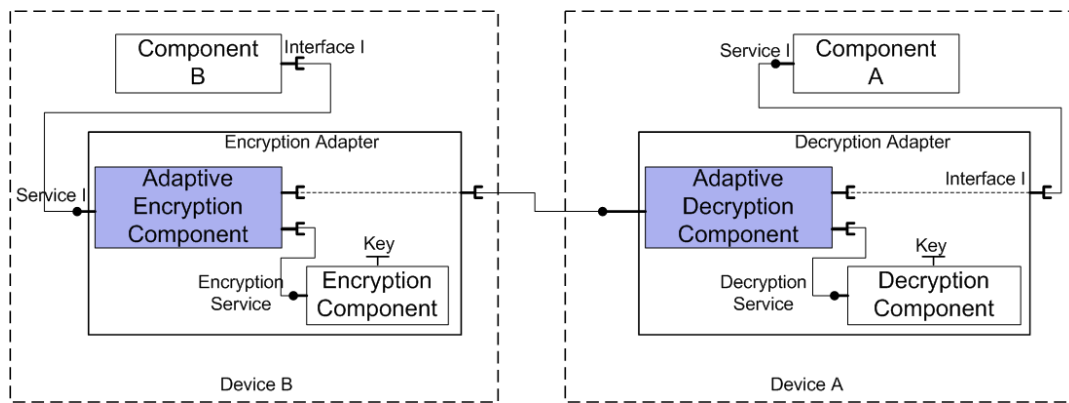 Component
B
Interface I
Service I
Encryption Adapter
Adaptive
Encryption
Component
Key
Encryption
Service
Encryption
Component
Device B
Service I
Component
A
Decryption Adapter
Adaptive
Decryption
Component
Interface I
Key
Decryption
Service
Decryption
Component
Device A